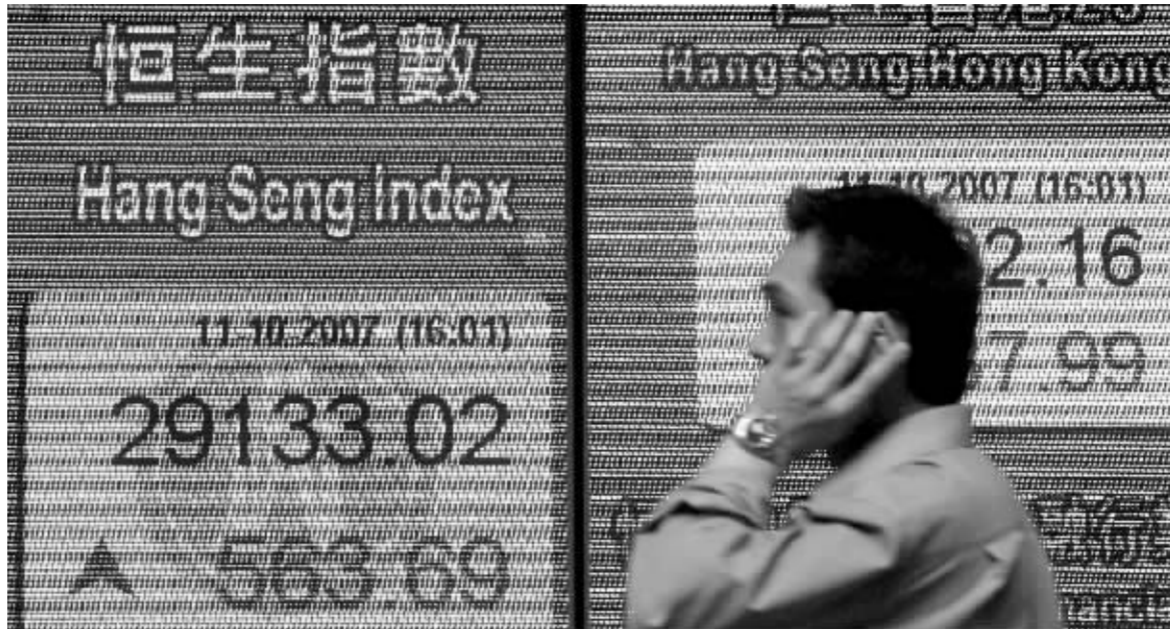 恒生指數
Hang Seng Index
11-10-2007 (16:01)
29133.02
563.69
Hang Seng Hong Kong
11-10-2007 (16:01)
2.16
7.99